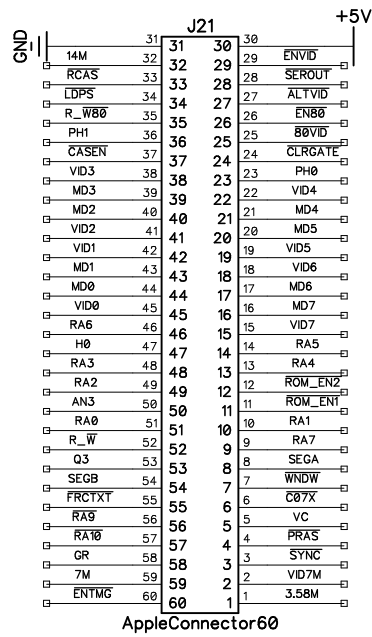 +5V
J21
GND
31 31 30 30
14M 32 32 29 29 ENVID
RCAS 33 33 28 28 SEROUT
LDPS 34 34 27 27 ALTVID
R_W80 35 35 26 26 EN80
PH1 36 36 25 25 80VID
CASEN 37 37 24 24 CLRGATE
VID3 38 38 23 23 PH0
MD3 39 39 22 22 VID4
MD2 40 40 21 21 MD4
VID2 41 41 20 20 MD5
VID1 42 42 19 19 VID5
MD1 43 43 18 18 VID6
MD0 44 44 17 17 MD6
VID0 45 45 16 16 MD7
RA6 46 46 15 15 VID7
H0 47 47 14 14 RA5
RA3 48 48 13 13 RA4
RA2 49 49 12 12 ROM_EN2
AN3 50 50 11 11 ROM_EN1
RA0 51 51 10 10 RA1
R_W 52 52 9 9 RA7
Q3 53 53 8 8 SEGA
SEGB 54 54 7 7 WNDW
FRCTXT 55 55 6 6 C07X
RA9 56 56 5 5 VC
RA10 57 57 4 4 PRAS
GR 58 58 3 3 SYNC
7M 59 59 2 2 VID7M
ENTMG 60 60 1 1 3.58M
AppleConnector60